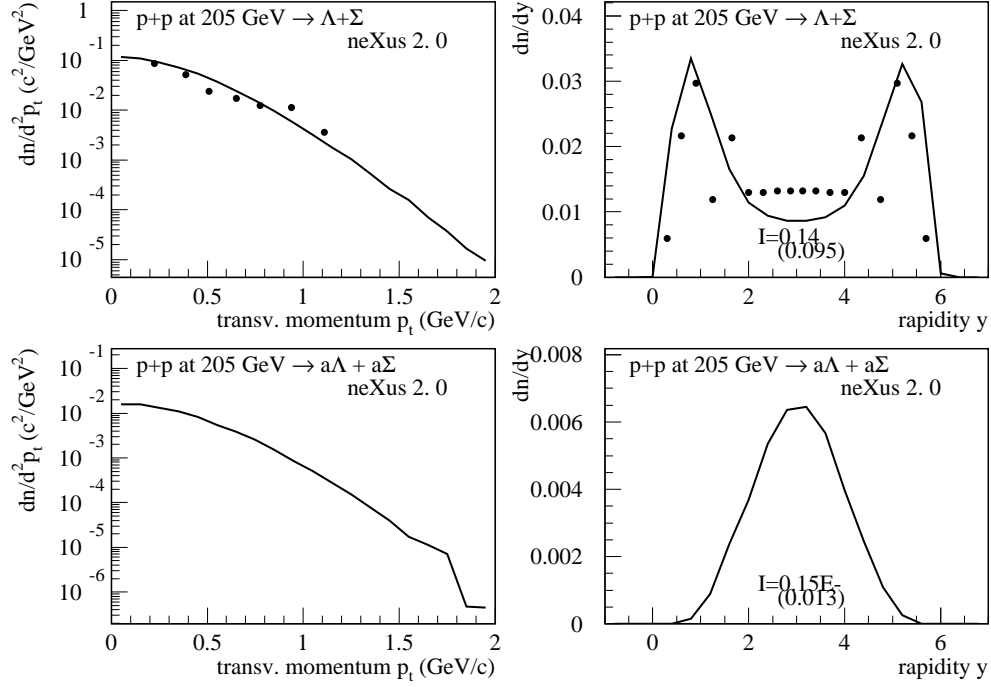 p+p at 205 GeV → Λ+Σ
neXus 2. 0
dn/d²pt (c²/GeV²)
1
10⁻¹
10⁻²
10⁻³
10⁻⁴
10⁻⁵
0 0.5 1 1.5 2
transv. momentum pt (GeV/c)
p+p at 205 GeV → Λ+Σ
neXus 2. 0
dn/dy
0.04
0.03
0.02
0.01
0
I=0.14
(0.095)
0 2 4 6
rapidity y
p+p at 205 GeV → aΛ + aΣ
neXus 2. 0
dn/d²pt (c²/GeV²)
10⁻¹
10⁻²
10⁻³
10⁻⁴
10⁻⁵
10⁻⁶
0 0.5 1 1.5 2
transv. momentum pt (GeV/c)
p+p at 205 GeV → aΛ + aΣ
neXus 2. 0
dn/dy
0.008
0.006
0.004
0.002
0
I=0.15E-
(0.013)
0 2 4 6
rapidity y